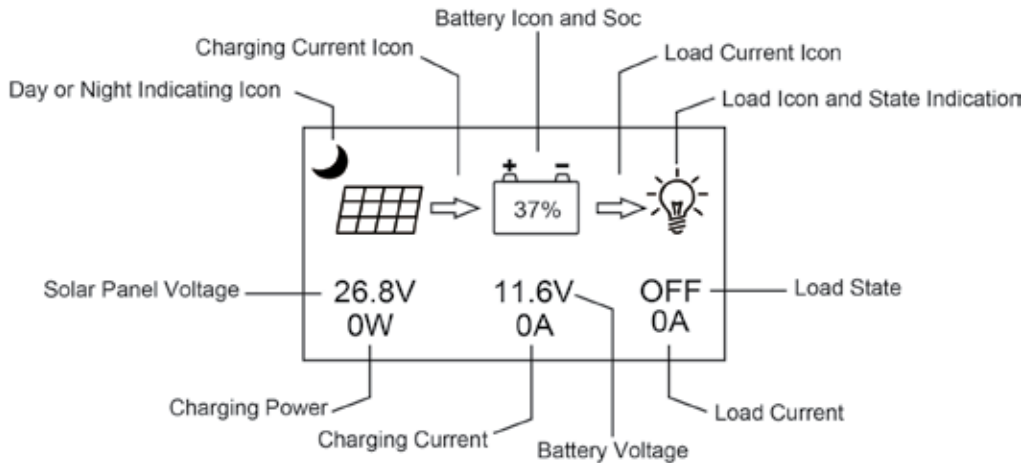 Battery Icon and Soc
Charging Current Icon
Load Current Icon
Day or Night Indicating Icon
Load Icon and State Indication
+ −
37%
Solar Panel Voltage
26.8V
11.6V
OFF
Load State
0W
0A
0A
Charging Power
Load Current
Charging Current
Battery Voltage